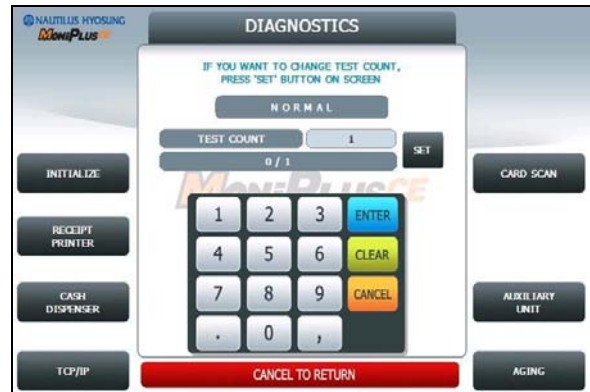 NAUTILUS HYOSUNG
MoniPlus CE
DIAGNOSTICS
IF YOU WANT TO CHANGE TEST COUNT,
PRESS 'SET' BUTTON ON SCREEN
NORMAL
TEST COUNT 1
SET
0 / 1
INITIALIZE
CARD SCAN
MoniPlus CE
RECEIPT
PRINTER
1 2 3 ENTER
4 5 6 CLEAR
7 8 9 CANCEL
. 0 ,
CASH
DISPENSER
AUXILIARY
UNIT
TCP/IP
CANCEL TO RETURN
AGING